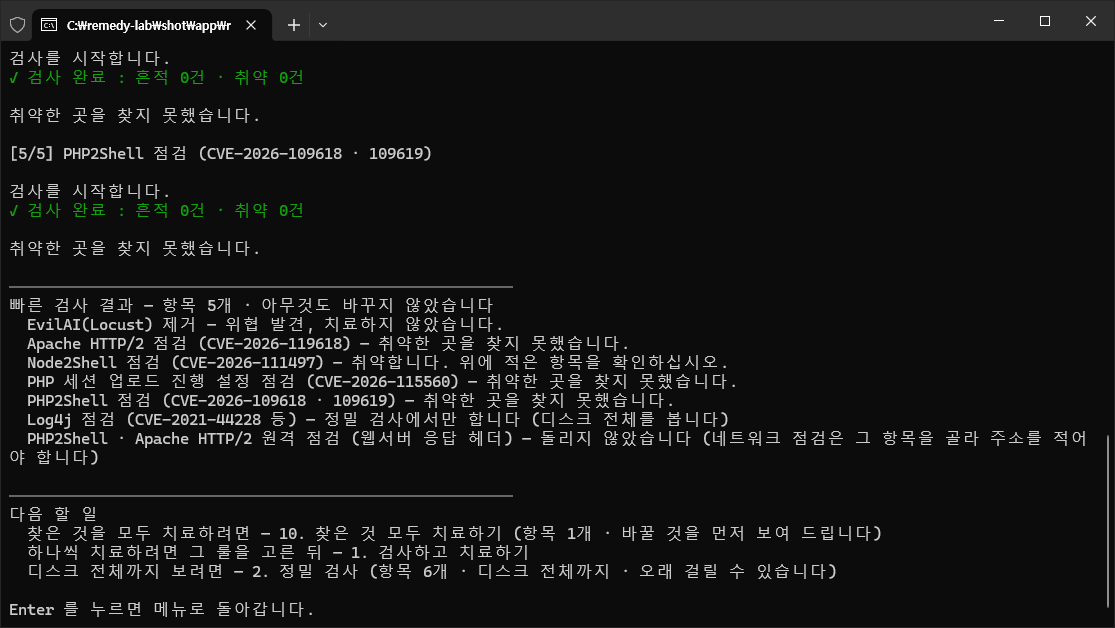 C:₩remedy-lab₩shot₩app₩r
검사를 시작합니다.
✓ 검사 완료 : 흔적 0건 · 취약 0건
취약한 곳을 찾지 못했습니다.
[5/5] PHP2Shell 점검 (CVE-2026-109618 · 109619)
검사를 시작합니다.
✓ 검사 완료 : 흔적 0건 · 취약 0건
취약한 곳을 찾지 못했습니다.
빠른 검사 결과 — 항목 5개 · 아무것도 바꾸지 않았습니다
EvilAI(Locust) 제거 — 위협 발견, 치료하지 않았습니다.
Apache HTTP/2 점검 (CVE-2026-119618) — 취약한 곳을 찾지 못했습니다.
Node2Shell 점검 (CVE-2026-111497) — 취약합니다. 위에 적은 항목을 확인하십시오.
PHP 세션 업로드 진행 설정 점검 (CVE-2026-115560) — 취약한 곳을 찾지 못했습니다.
PHP2Shell 점검 (CVE-2026-109618 · 109619) — 취약한 곳을 찾지 못했습니다.
Log4j 점검 (CVE-2021-44228 등) — 정밀 검사에서만 합니다 (디스크 전체를 봅니다)
PHP2Shell · Apache HTTP/2 원격 점검 (웹서버 응답 헤더) — 돌리지 않았습니다 (네트워크 점검은 그 항목을 골라 주소를 적어
야 합니다)
다음 할 일
찾은 것을 모두 치료하려면 — 10. 찾은 것 모두 치료하기 (항목 1개 · 바꿀 것을 먼저 보여 드립니다)
하나씩 치료하려면 그 룰을 고른 뒤 — 1. 검사하고 치료하기
디스크 전체까지 보려면 — 2. 정밀 검사 (항목 6개 · 디스크 전체까지 · 오래 걸릴 수 있습니다)
Enter 를 누르면 메뉴로 돌아갑니다.